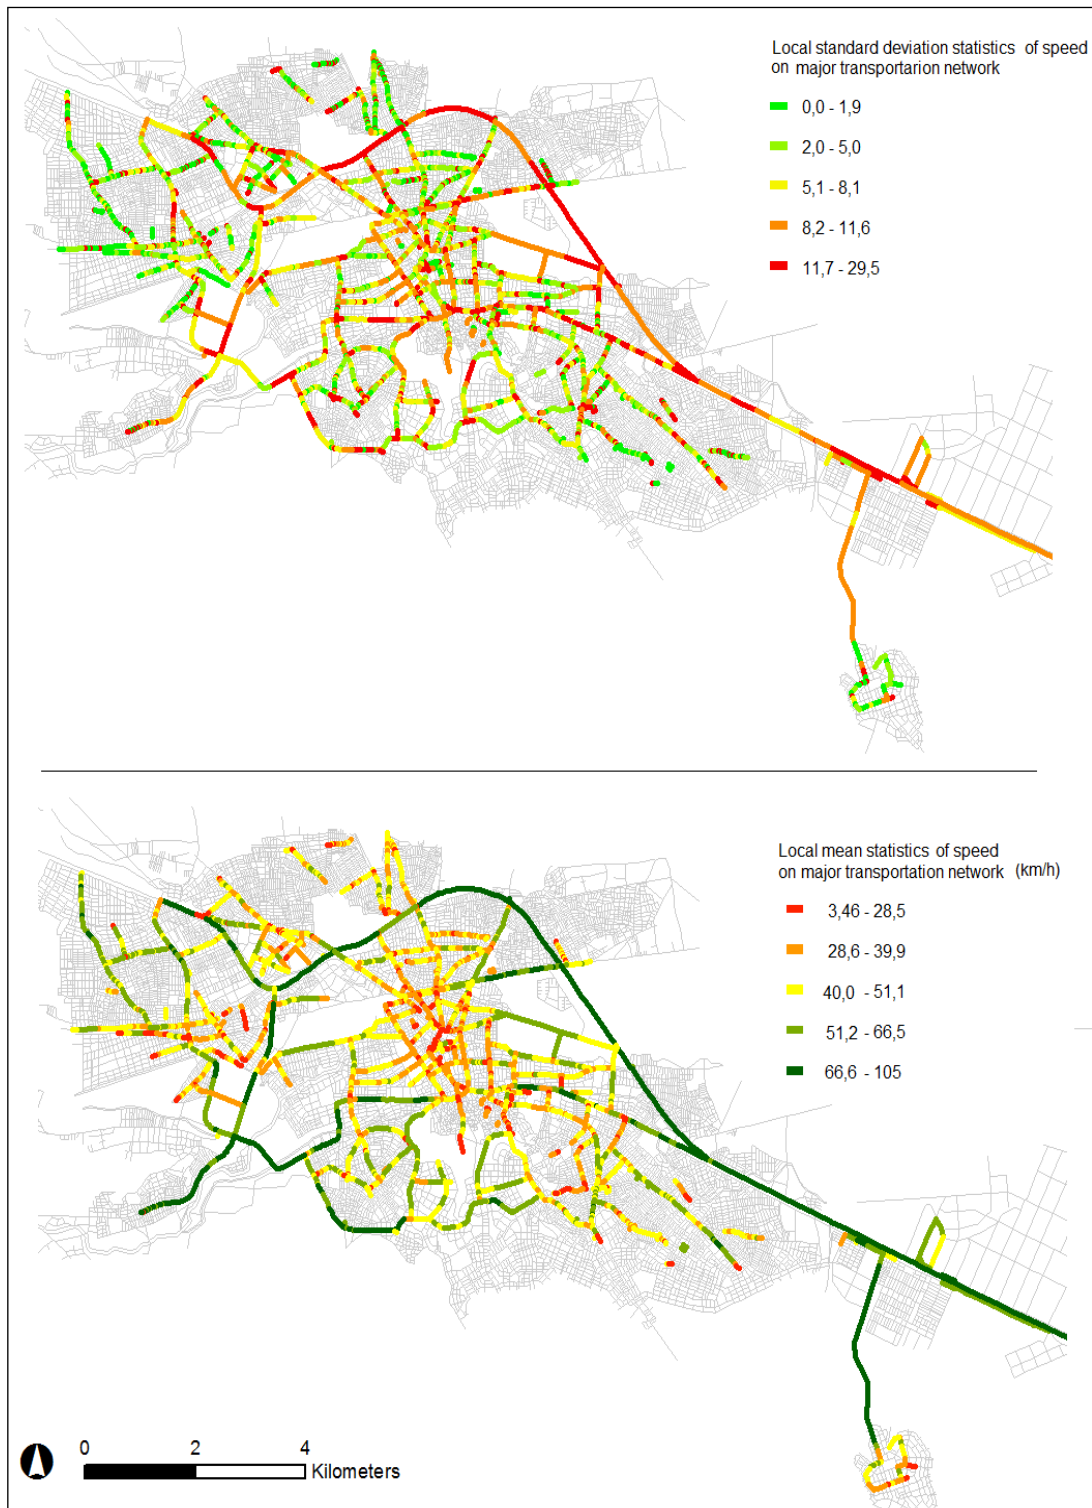 Local standard deviation statistics of speed
on major transportarion network
0,0 - 1,9
2,0 - 5,0
5,1 - 8,1
8,2 - 11,6
11,7 - 29,5
Local mean statistics of speed
on major transportation network (km/h)
3,46 - 28,5
28,6 - 39,9
40,0 - 51,1
51,2 - 66,5
66,6 - 105
0 2 4
Kilometers